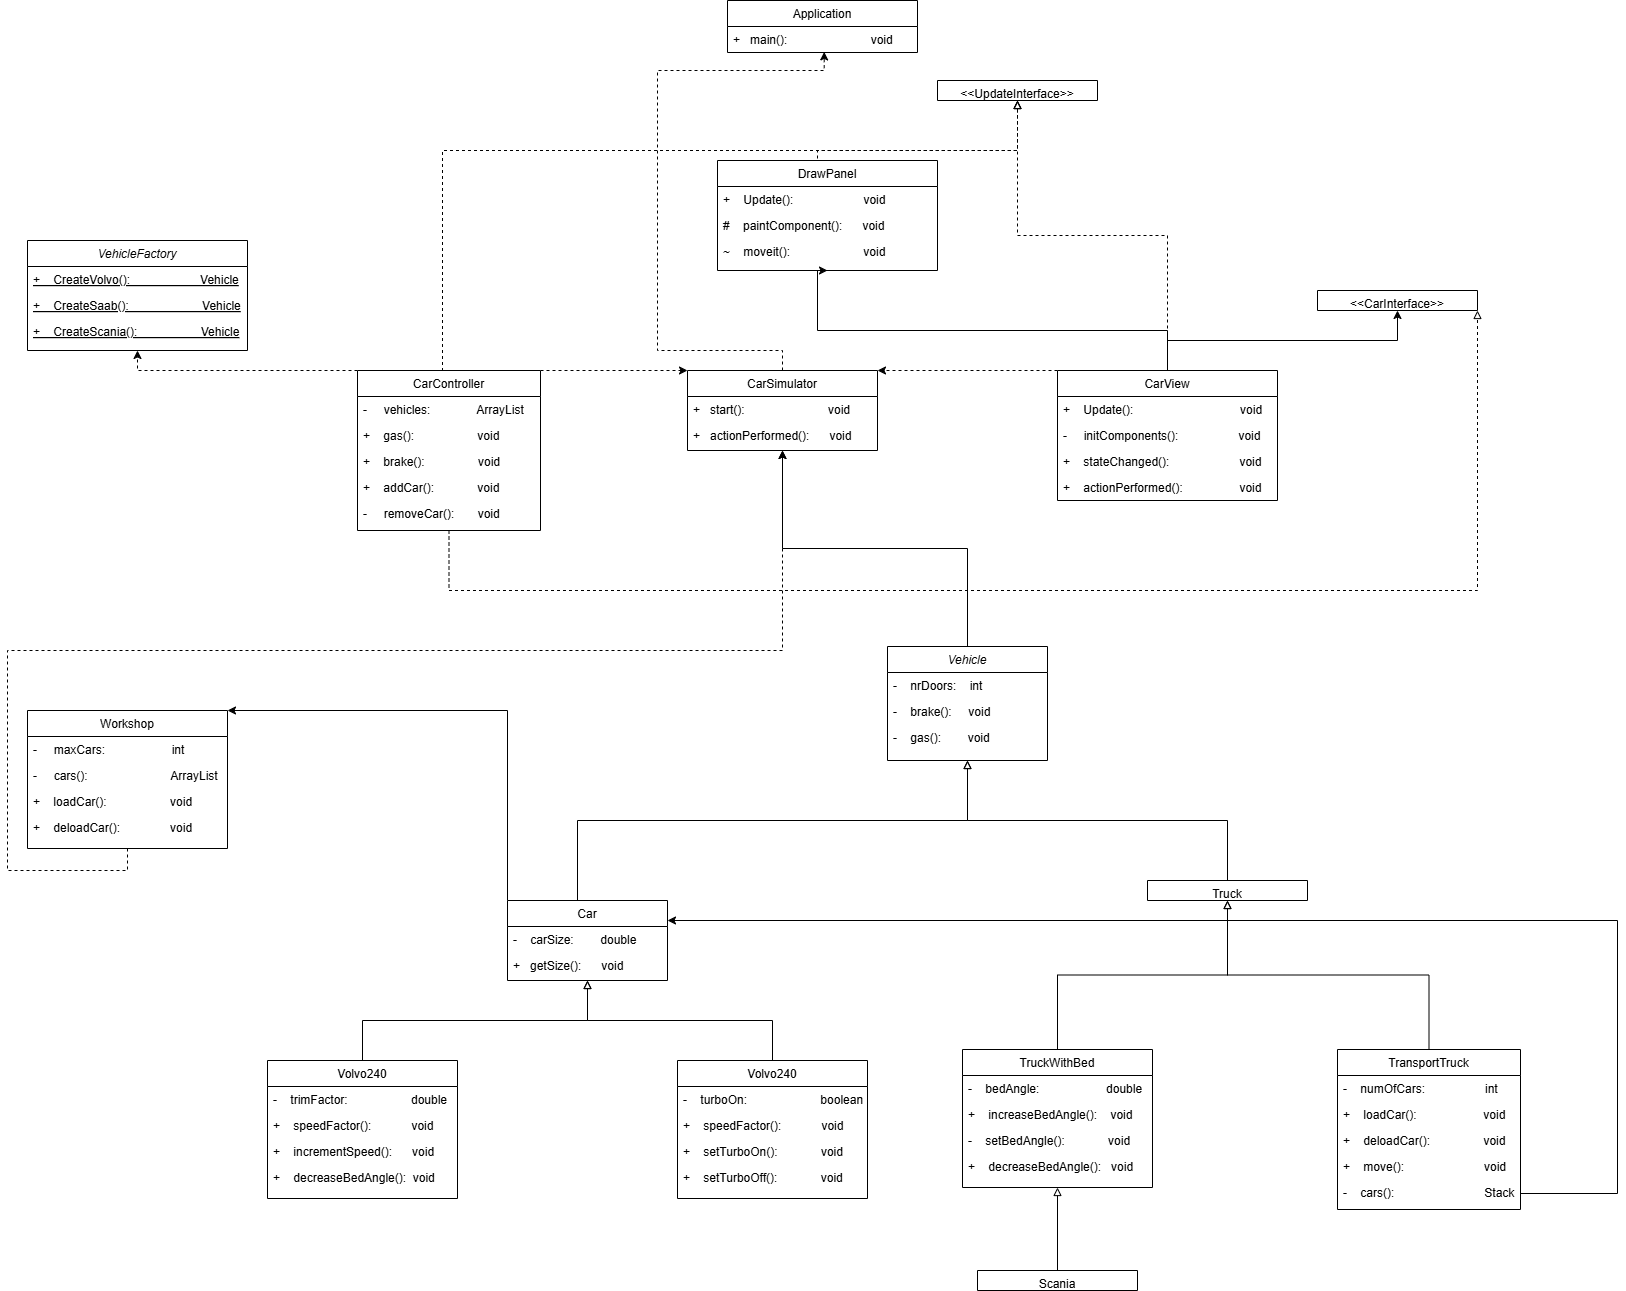 Application
+ main(): void
<<UpdateInterface>>
DrawPanel
+ Update(): void
# paintComponent(): void
~ moveit(): void
VehicleFactory
+ CreateVolvo(): Vehicle
+ CreateSaab(): Vehicle
+ CreateScania(): Vehicle
<<CarInterface>>
CarController
- vehicles: ArrayList
+ gas(): void
+ brake(): void
+ addCar(): void
- removeCar(): void
CarSimulator
+ start(): void
+ actionPerformed(): void
CarView
+ Update(): void
- initComponents(): void
+ stateChanged(): void
+ actionPerformed(): void
Vehicle
- nrDoors: int
- brake(): void
- gas(): void
Workshop
- maxCars: int
- cars(): ArrayList
+ loadCar(): void
+ deloadCar(): void
Car
- carSize: double
+ getSize(): void
Truck
Volvo240
- trimFactor: double
+ speedFactor(): void
+ incrementSpeed(): void
+ decreaseBedAngle(): void
Volvo240
- turboOn: boolean
+ speedFactor(): void
+ setTurboOn(): void
+ setTurboOff(): void
TruckWithBed
- bedAngle: double
+ increaseBedAngle(): void
- setBedAngle(): void
+ decreaseBedAngle(): void
TransportTruck
- numOfCars: int
+ loadCar(): void
+ deloadCar(): void
+ move(): void
- cars(): Stack
Scania